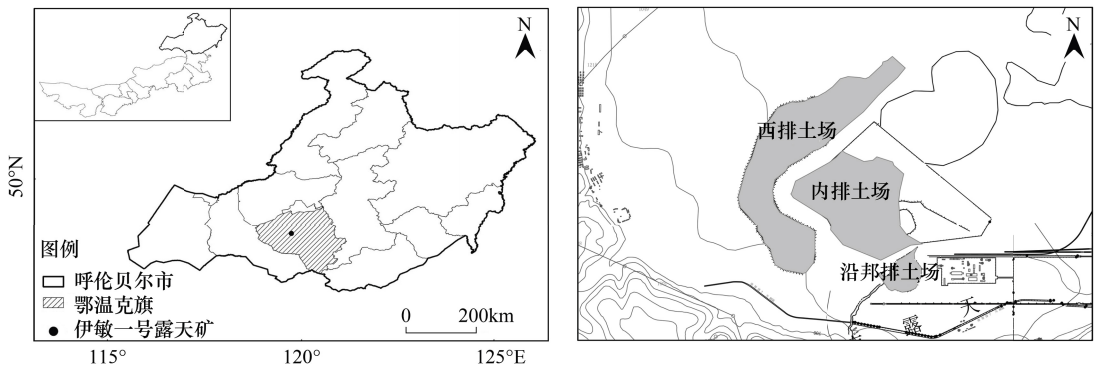 N
50°N
图例
呼伦贝尔市
鄂温克旗
伊敏一号露天矿
0 200km
115° 120° 125°E
N
西排土场
内排土场
沿邦排土场
露 天